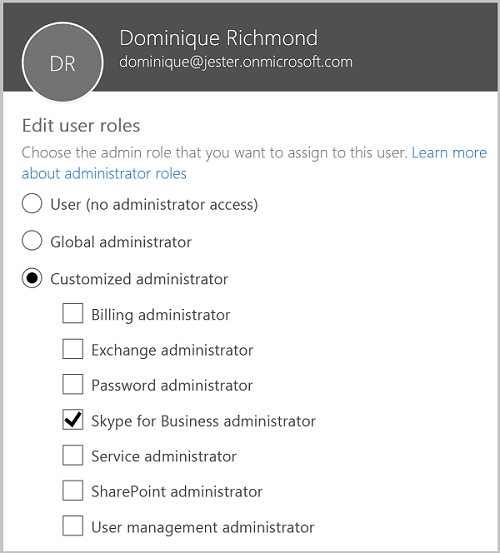 DR
Dominique Richmond
dominique@jester.onmicrosoft.com
Edit user roles
Choose the admin role that you want to assign to this user. Learn more
about administrator roles
User (no administrator access)
Global administrator
Customized administrator
Billing administrator
Exchange administrator
Password administrator
Skype for Business administrator
Service administrator
SharePoint administrator
User management administrator